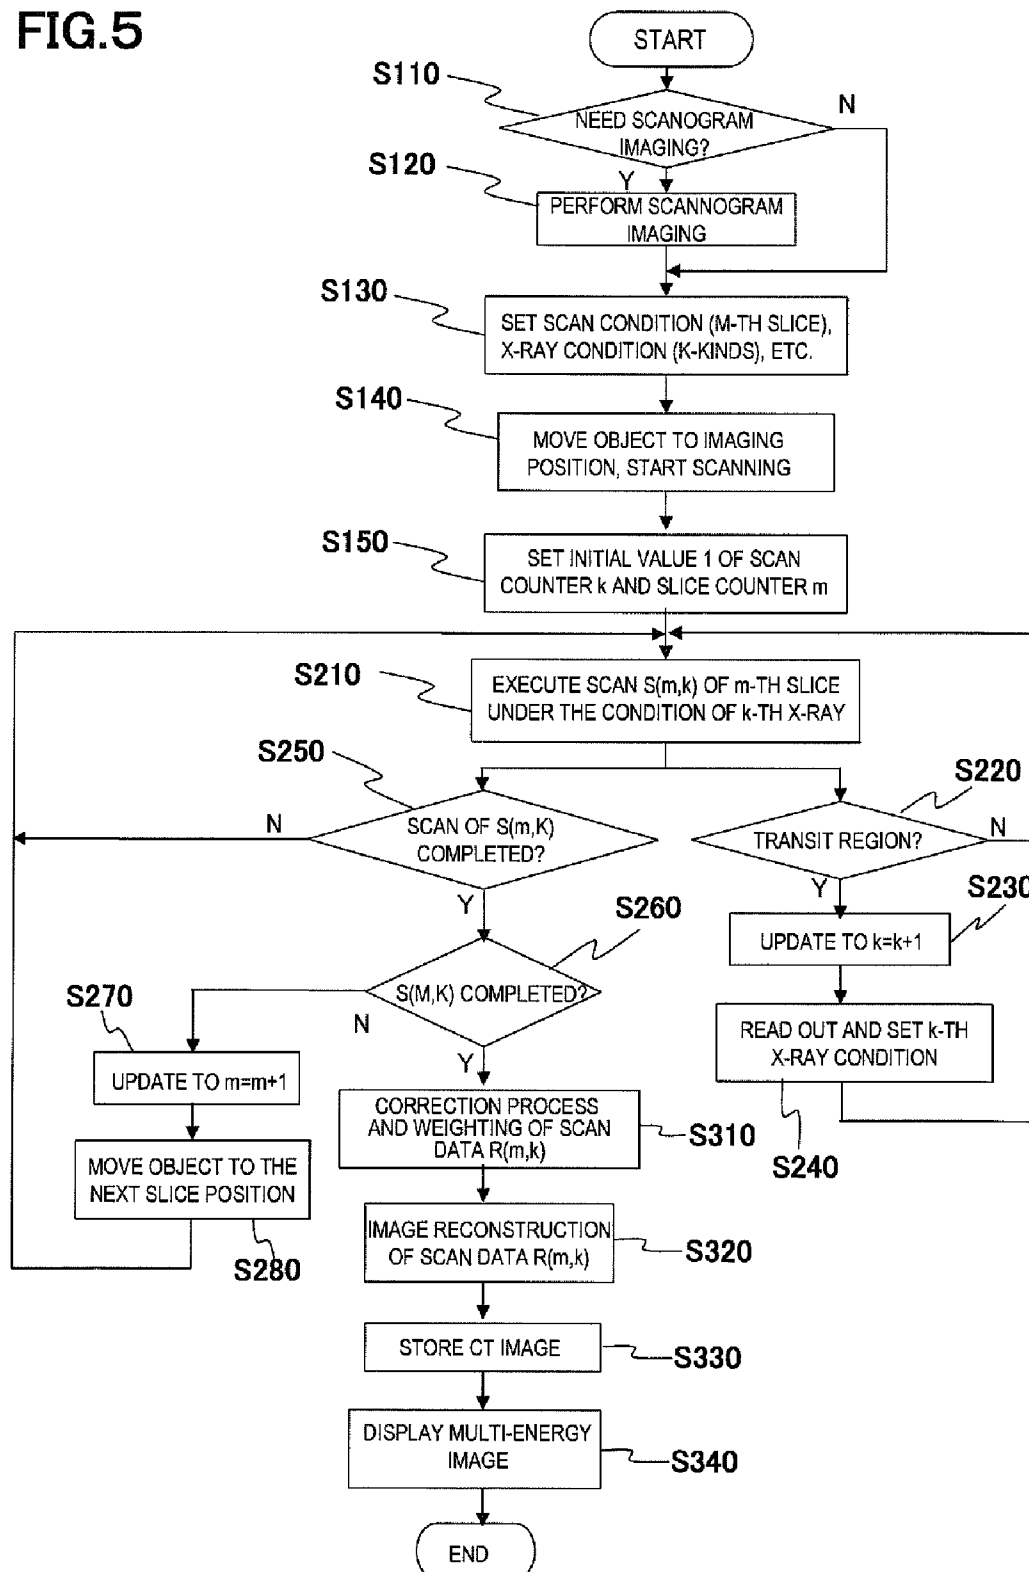 FIG.5
START
S110
N
NEED SCANOGRAM
IMAGING?
S120
Y
PERFORM SCANNOGRAM
IMAGING
S130
SET SCAN CONDITION (M-TH SLICE),
X-RAY CONDITION (K-KINDS), ETC.
S140
MOVE OBJECT TO IMAGING
POSITION, START SCANNING
S150
SET INITIAL VALUE 1 OF SCAN
COUNTER k AND SLICE COUNTER m
S210
EXECUTE SCAN S(m,k) OF m-TH SLICE
UNDER THE CONDITION OF k-TH X-RAY
S250
S220
N
SCAN OF S(m,K)
COMPLETED?
TRANSIT REGION?
N
Y
Y
S230
S260
UPDATE TO k=k+1
S270
S(M,K) COMPLETED?
N
READ OUT AND SET k-TH
X-RAY CONDITION
Y
UPDATE TO m=m+1
CORRECTION PROCESS
AND WEIGHTING OF SCAN
DATA R(m,k)
S310
S240
MOVE OBJECT TO THE
NEXT SLICE POSITION
IMAGE RECONSTRUCTION
OF SCAN DATA R(m,k)
S320
S280
STORE CT IMAGE
S330
DISPLAY MULTI-ENERGY
IMAGE
S340
END